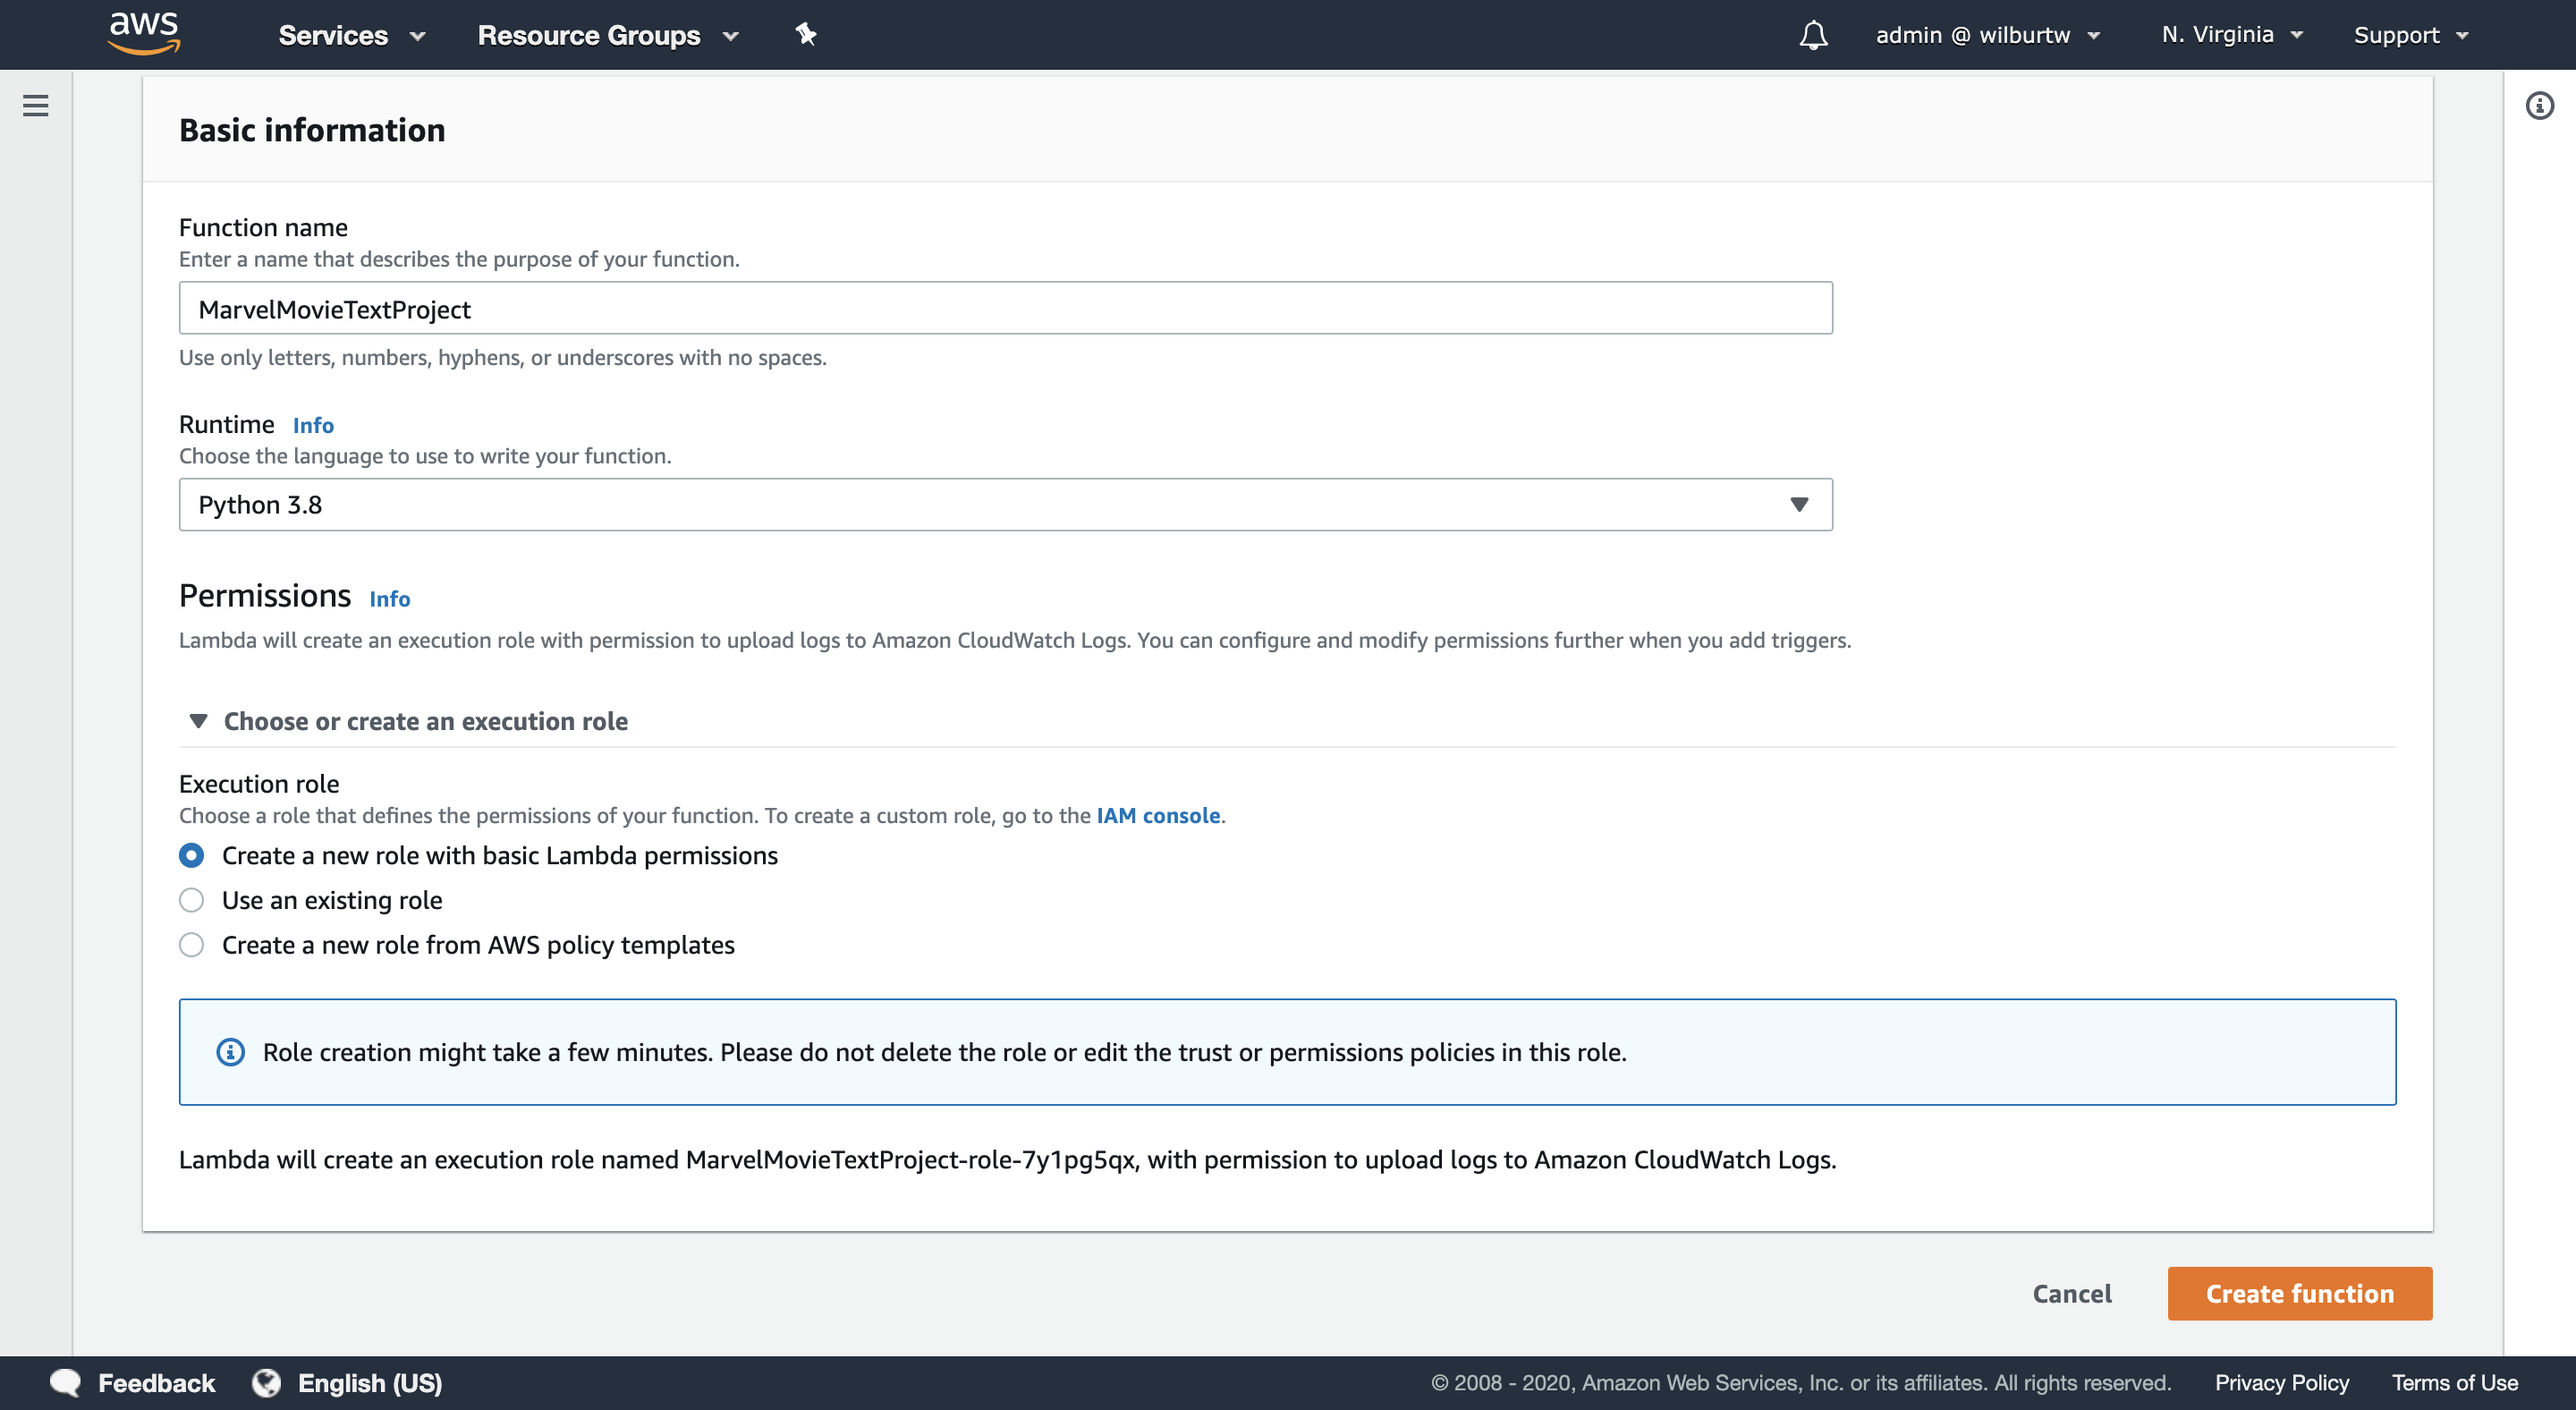 aws Services Resource Groups admin @ wilburtw N. Virginia Support
Basic information
Function name
Enter a name that describes the purpose of your function.
MarvelMovieTextProject
Use only letters, numbers, hyphens, or underscores with no spaces.
Runtime Info
Choose the language to use to write your function.
Python 3.8
Permissions Info
Lambda will create an execution role with permission to upload logs to Amazon CloudWatch Logs. You can configure and modify permissions further when you add triggers.
Choose or create an execution role
Execution role
Choose a role that defines the permissions of your function. To create a custom role, go to the IAM console.
Create a new role with basic Lambda permissions
Use an existing role
Create a new role from AWS policy templates
Role creation might take a few minutes. Please do not delete the role or edit the trust or permissions policies in this role.
Lambda will create an execution role named MarvelMovieTextProject-role-7y1pg5qx, with permission to upload logs to Amazon CloudWatch Logs.
Cancel Create function
Feedback English (US) © 2008 - 2020, Amazon Web Services, Inc. or its affiliates. All rights reserved. Privacy Policy Terms of Use